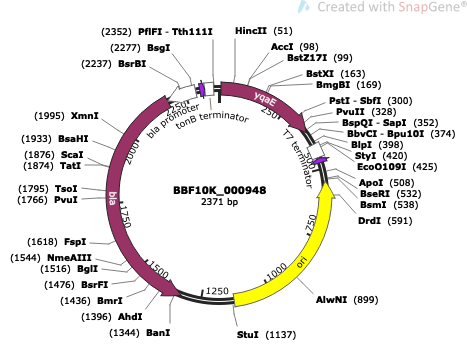 Created with SnapGene®
(2352) PflFI - Tth111I
HincII (51)
(2277) BsgI
AccI (98)
(2237) BsrBI
BstZ17I (99)
BstXI (163)
BmgBI (169)
PstI - SbfI (300)
PvuII (328)
BspQI - SapI (352)
BbvCI - Bpu10I (374)
BlpI (398)
StyI (420)
EcoO109I (425)
ApoI (508)
BseRI (532)
BsmI (538)
DrdI (591)
AlwNI (899)
StuI (1137)
(1995) XmnI
(1933) BsaHI
(1876) ScaI
(1874) TatI
(1795) TsoI
(1766) PvuI
(1618) FspI
(1544) NmeAIII
(1516) BglI
(1476) BsrFI
(1436) BmrI
(1396) AhdI
(1344) BanI
yqaE
T7 terminator
ori
bla
bla promoter
tonB terminator
250
500
750
1000
1250
1500
1750
2000
2250
BBF10K_000948
2371 bp